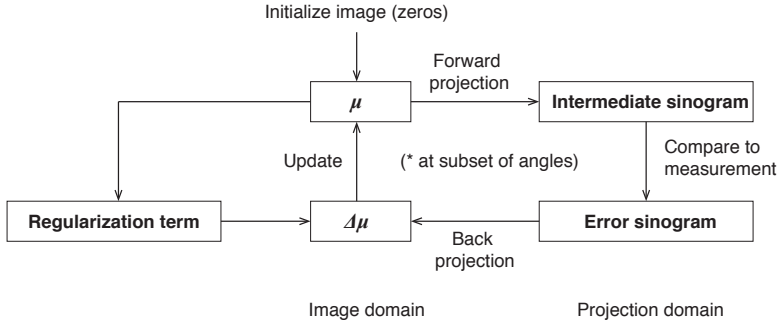 Initialize image (zeros)
Forward
projection
μ
Intermediate sinogram
Update
(* at subset of angles)
Compare to
measurement
Regularization term
Δμ
Error sinogram
Back
projection
Image domain
Projection domain